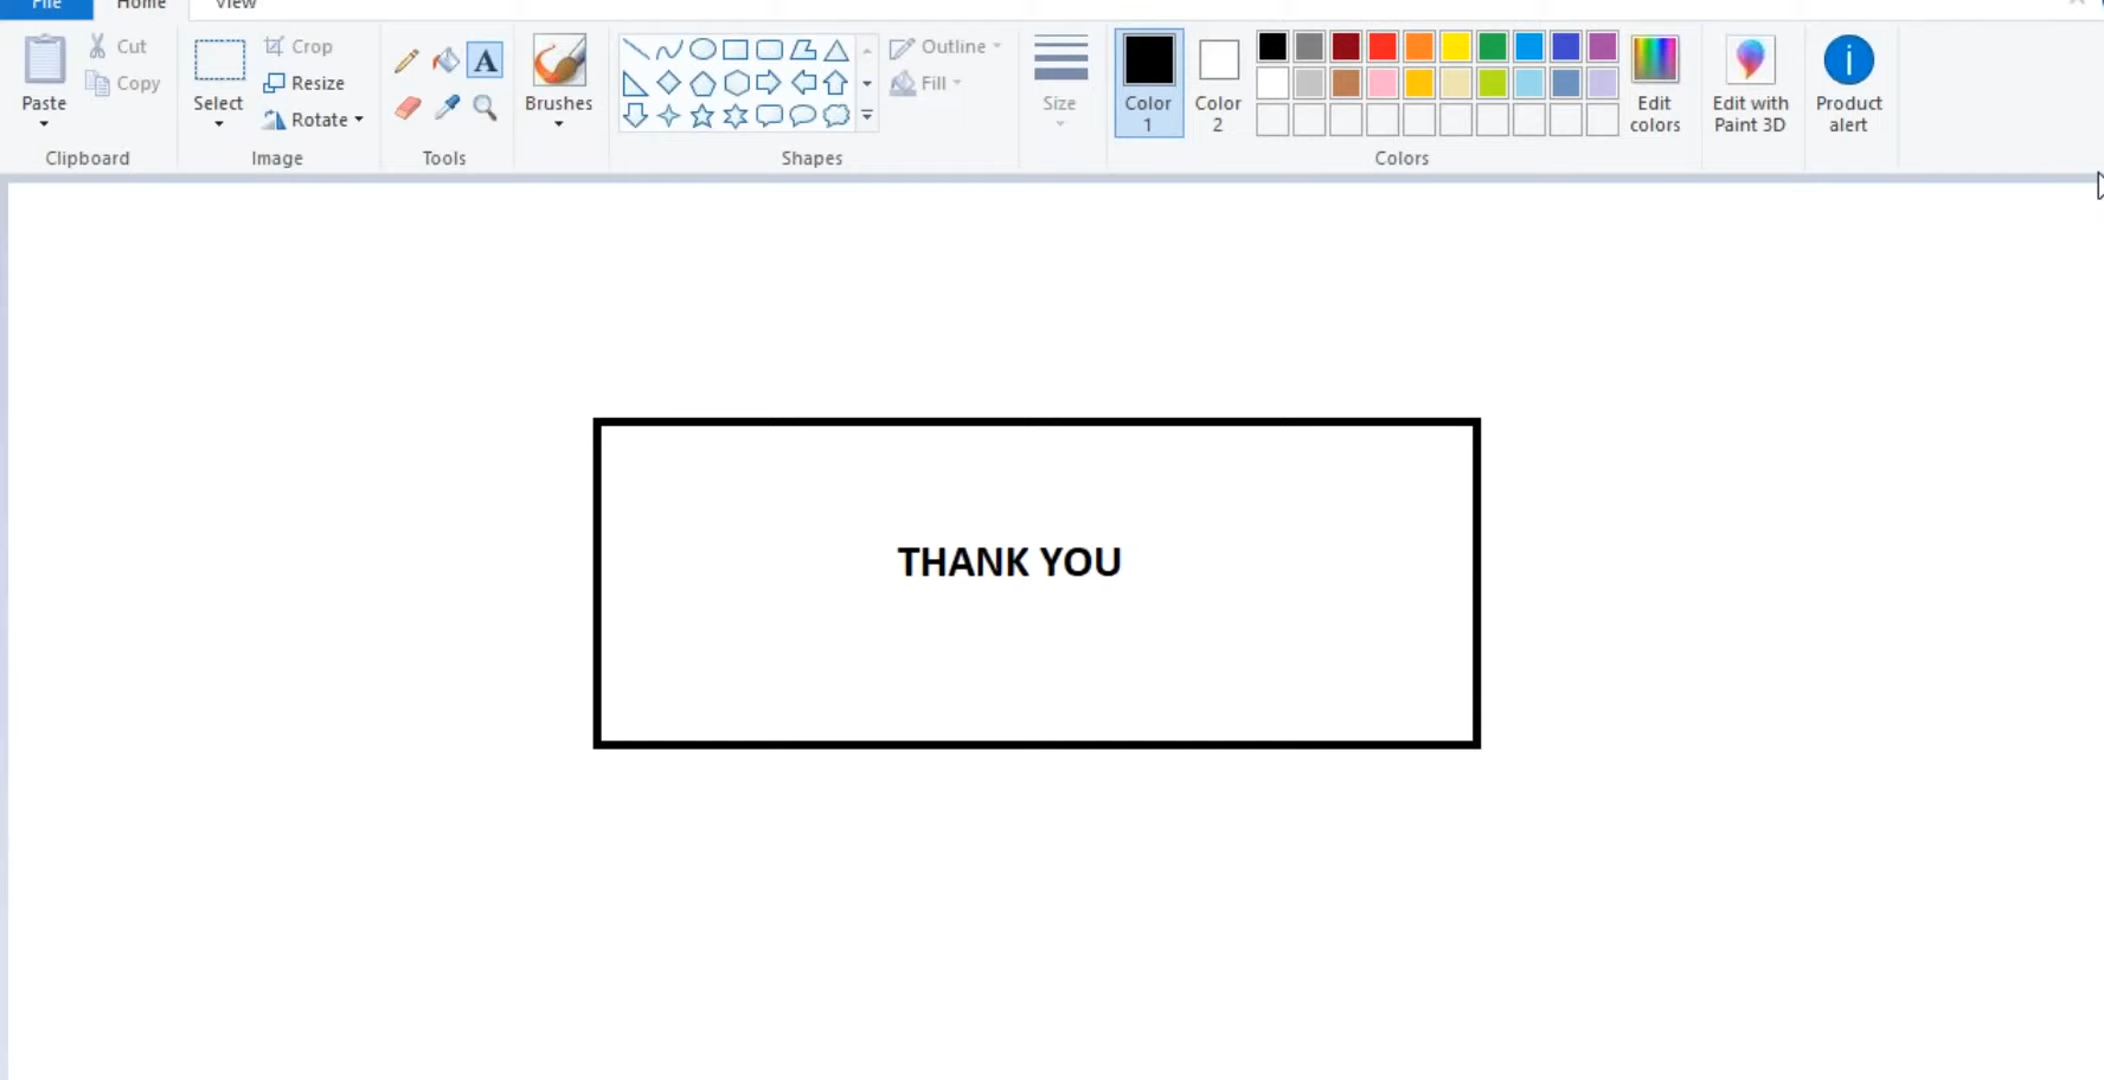 File Home View
Paste
Cut
Copy
Clipboard
Select
Crop
Resize
Rotate
Image
A
Tools
Brushes
Shapes
Outline
Fill
Size
Color 1
Color 2
Colors
Edit colors
Edit with Paint 3D
Product alert
THANK YOU